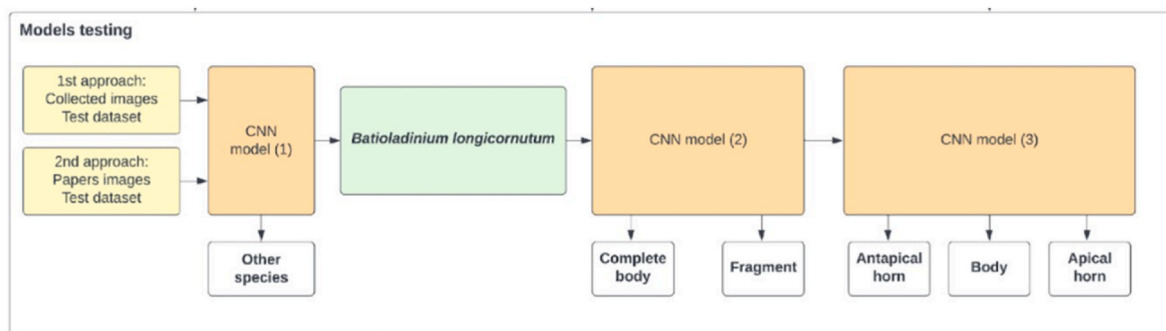 Models testing
1st approach:
Collected images
Test dataset
2nd approach:
Papers images
Test dataset
CNN
model (1)
Other
species
Batioladinium longicornutum
CNN model (2)
Complete
body
Fragment
CNN model (3)
Antapical
horn
Body
Apical
horn